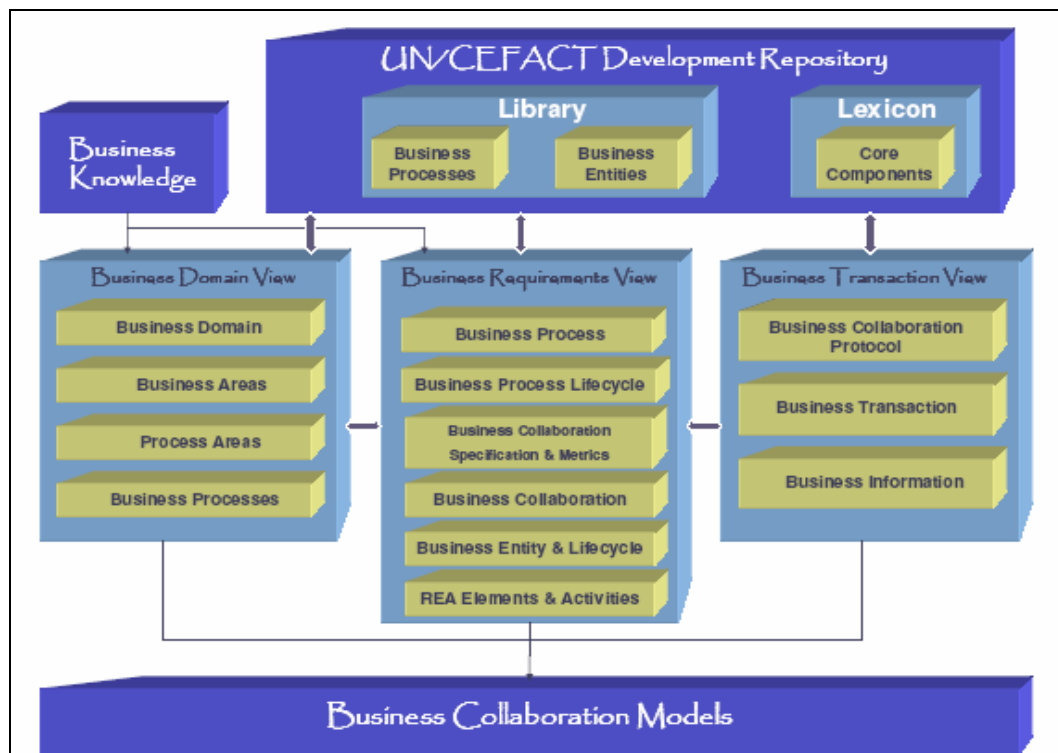 UN/CEFACT Development Repository
Library
Lexicon
Business
Processes
Business
Entities
Core
Components
Business
Knowledge
Business Domain View
Business Domain
Business Areas
Process Areas
Business Processes
Business Requirements View
Business Process
Business Process Lifecycle
Business Collaboration
Specification & Metrics
Business Collaboration
Business Entity & Lifecycle
REA Elements & Activities
Business Transaction View
Business Collaboration
Protocol
Business Transaction
Business Information
Business Collaboration Models